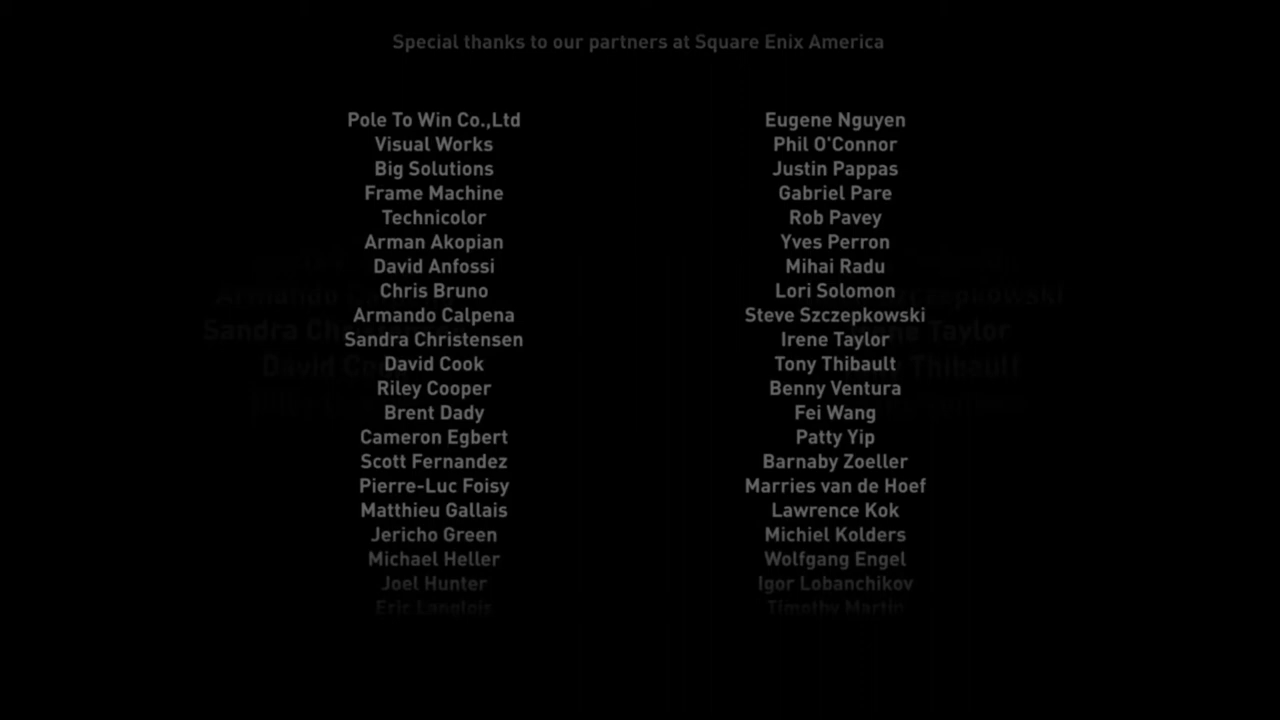 Special thanks to our partners at Square Enix America
Pole To Win Co.,Ltd
Visual Works
Big Solutions
Frame Machine
Technicolor
Arman Akopian
David Anfossi
Chris Bruno
Armando Calpena
Sandra Christensen
David Cook
Riley Cooper
Brent Dady
Cameron Egbert
Scott Fernandez
Pierre-Luc Foisy
Matthieu Gallais
Jericho Green
Michael Heller
Joel Hunter
Eric Langlois
Eugene Nguyen
Phil O'Connor
Justin Pappas
Gabriel Pare
Rob Pavey
Yves Perron
Mihai Radu
Lori Solomon
Steve Szczepkowski
Irene Taylor
Tony Thibault
Benny Ventura
Fei Wang
Patty Yip
Barnaby Zoeller
Marries van de Hoef
Lawrence Kok
Michiel Kolders
Wolfgang Engel
Igor Lobanchikov
Timothy Martin